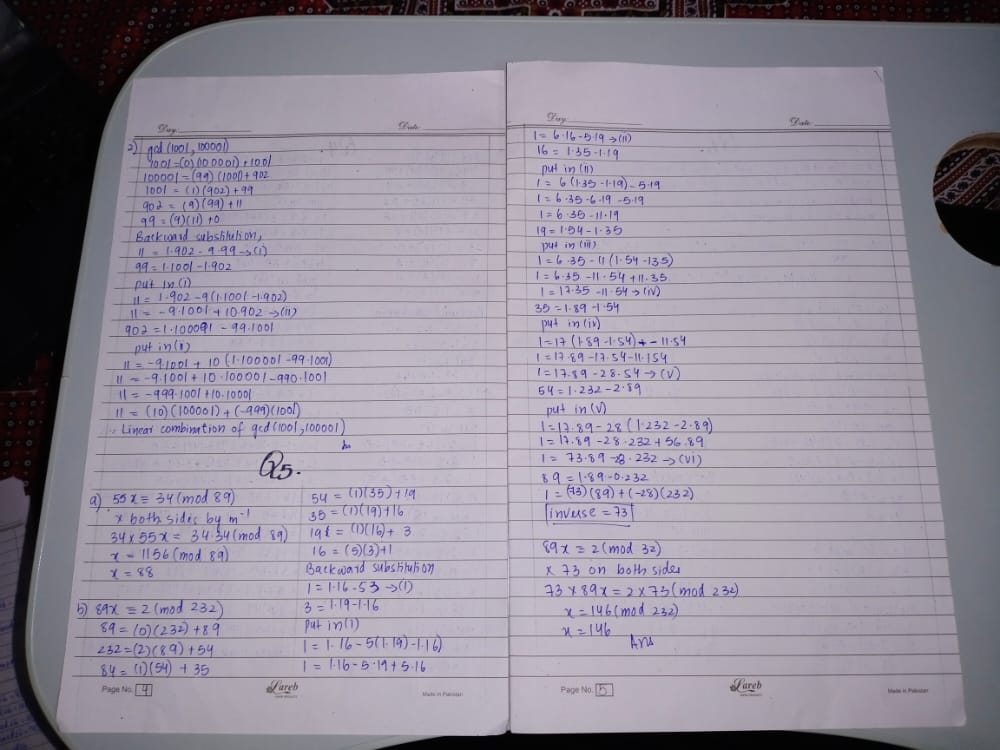 Day
Date
2) gcd (1001, 100001)
1001 = (0)(100001) + 1001
100001 = (99)(1001) + 902
1001 = (1)(902) + 99
902 = (9)(99) + 11
99 = (9)(11) + 0
Backward substitution,
11 = 1.902 - 9.99 → (i)
99 = 1.1001 - 1.902
put in (i)
11 = 1.902 - 9(1.1001 - 1.902)
11 = -9.1001 + 10.902 → (ii)
902 = 1.100001 - 99.1001
put in (ii)
11 = -9.1001 + 10 (1.100001 - 99.1001)
11 = -9.1001 + 10.100001 - 990.1001
11 = -999.1001 + 10.10001
11 = (10)(100001) + (-999)(1001)
Linear combination of gcd (1001, 100001)
Q5.
a) 55x ≡ 34 (mod 89)
x both sides by m⁻¹
34 x 55x = 34.34 (mod 89)
x = 1156 (mod 89)
x = 88
b) 89x ≡ 2 (mod 232)
89 = (0)(232) + 89
232 = (2)(89) + 54
84 = (1)(54) + 35
54 = (1)(35) + 19
35 = (1)(19) + 16
19 = (1)(16) + 3
16 = (5)(3) + 1
Backward substitution
1 = 1.16 - 5.3 → (i)
3 = 1.19 - 1.16
Put in (i)
1 = 1.16 - 5(1.19) - 1.16)
1 = 1.16 - 5.19 + 5.16
Page No. 4
Lareb
Made in Pakistan
Day
Date
1 = 6.16 - 5.19 → (ii)
16 = 1.35 - 1.19
put in (ii)
1 = 6 (1.35 - 1.19) - 5.19
1 = 6.35 - 6.19 - 5.19
1 = 6.35 - 11.19
19 = 1.54 - 1.35
put in (iii)
1 = 6.35 - 11 (1.54 - 135)
1 = 6.35 - 11.54 + 11.35
1 = 17.35 - 11.54 → (iv)
35 = 1.89 - 1.54
put in (iv)
1 = 17 (1.89 - 1.54) - 11.54
1 = 17.89 - 17.54 - 11.154
1 = 17.89 - 28.54 → (v)
54 = 1.232 - 2.89
put in (v)
1 = 17.89 - 28 (1.232 - 2.89)
1 = 17.89 - 28.232 + 56.89
1 = 73.89 - 28.232 → (vi)
89 = 1.89 - 0.232
1 = (73)(89) + (-28)(232)
inverse = 73
89x ≡ 2 (mod 32)
x 73 on both sides
73 x 89x = 2 x 73 (mod 232)
x = 146 (mod 232)
x = 146
Ans
Page No. 5
Lareb
Made in Pakistan